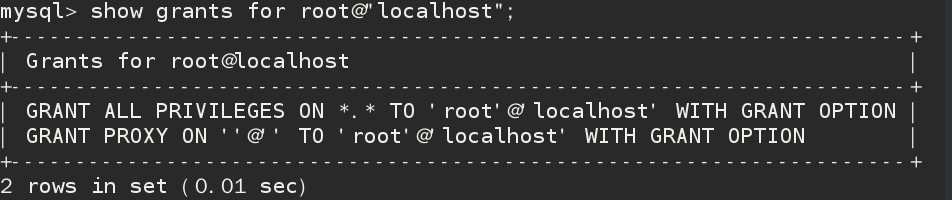 mysql> show grants for root@"localhost";
+---------------------------------------------------------------------+
| Grants for root@localhost                                           |
+---------------------------------------------------------------------+
| GRANT ALL PRIVILEGES ON *.* TO 'root'@'localhost' WITH GRANT OPTION |
| GRANT PROXY ON ''@'' TO 'root'@'localhost' WITH GRANT OPTION        |
+---------------------------------------------------------------------+
2 rows in set (0.01 sec)